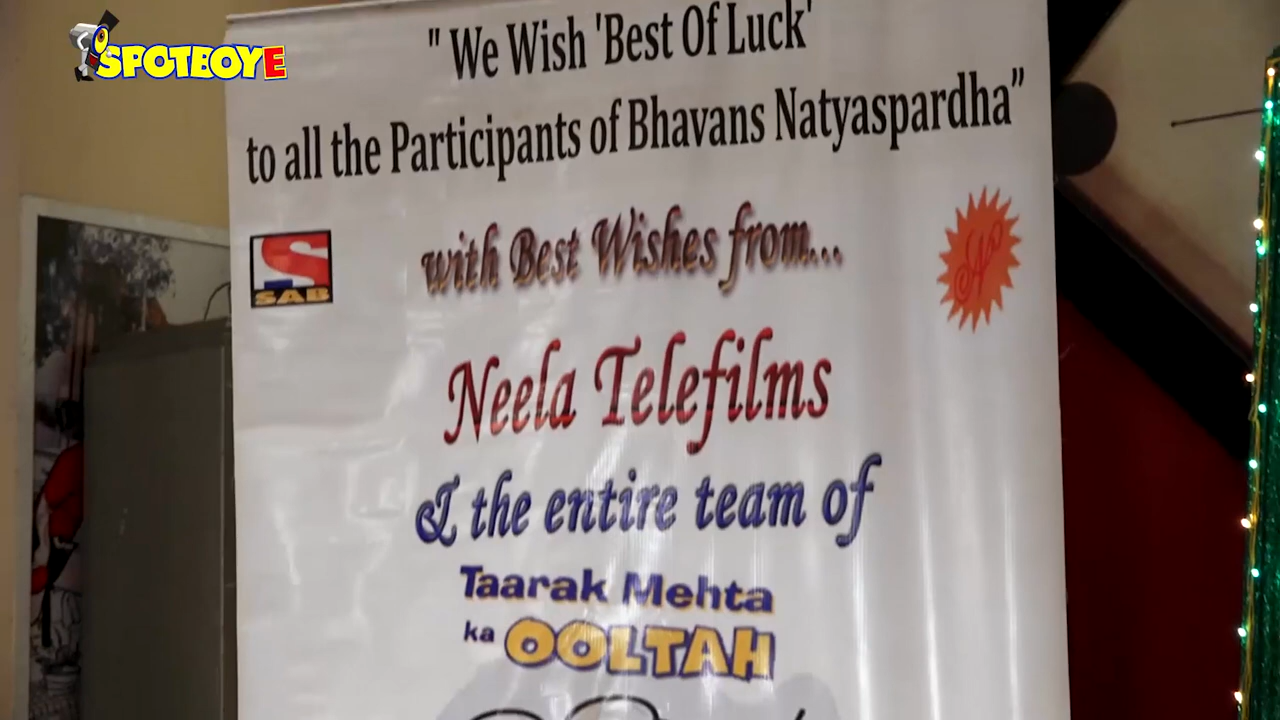 SPOTBOYE
" We Wish 'Best Of Luck'
to all the Participants of Bhavans Natyaspardha”
S
SAB
with Best Wishes from...
Neela Telefilms
& the entire team of
Taarak Mehta
ka OOLTAH